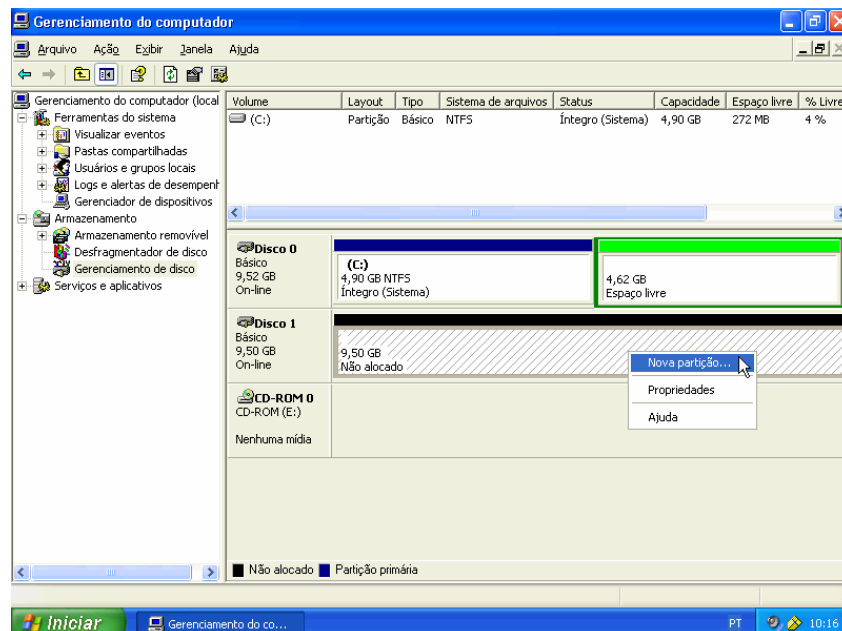 Gerenciamento do computador
Arquivo Ação Exibir Janela Ajuda
Gerenciamento do computador (local
Ferramentas do sistema
Visualizar eventos
Pastas compartilhadas
Usuários e grupos locais
Logs e alertas de desempenh
Gerenciador de dispositivos
Armazenamento
Armazenamento removível
Desfragmentador de disco
Gerenciamento de disco
Serviços e aplicativos
Volume Layout Tipo Sistema de arquivos Status Capacidade Espaço livre % Livre
(C:) Partição Básico NTFS Íntegro (Sistema) 4,90 GB 272 MB 4 %
Disco 0
Básico
9,52 GB
On-line
(C:)
4,90 GB NTFS
Íntegro (Sistema)
4,62 GB
Espaço livre
Disco 1
Básico
9,50 GB
On-line
9,50 GB
Não alocado
Nova partição...
Propriedades
Ajuda
CD-ROM 0
CD-ROM (E:)
Nenhuma mídia
Não alocado Partição primária
Iniciar Gerenciamento do co... PT 10:16